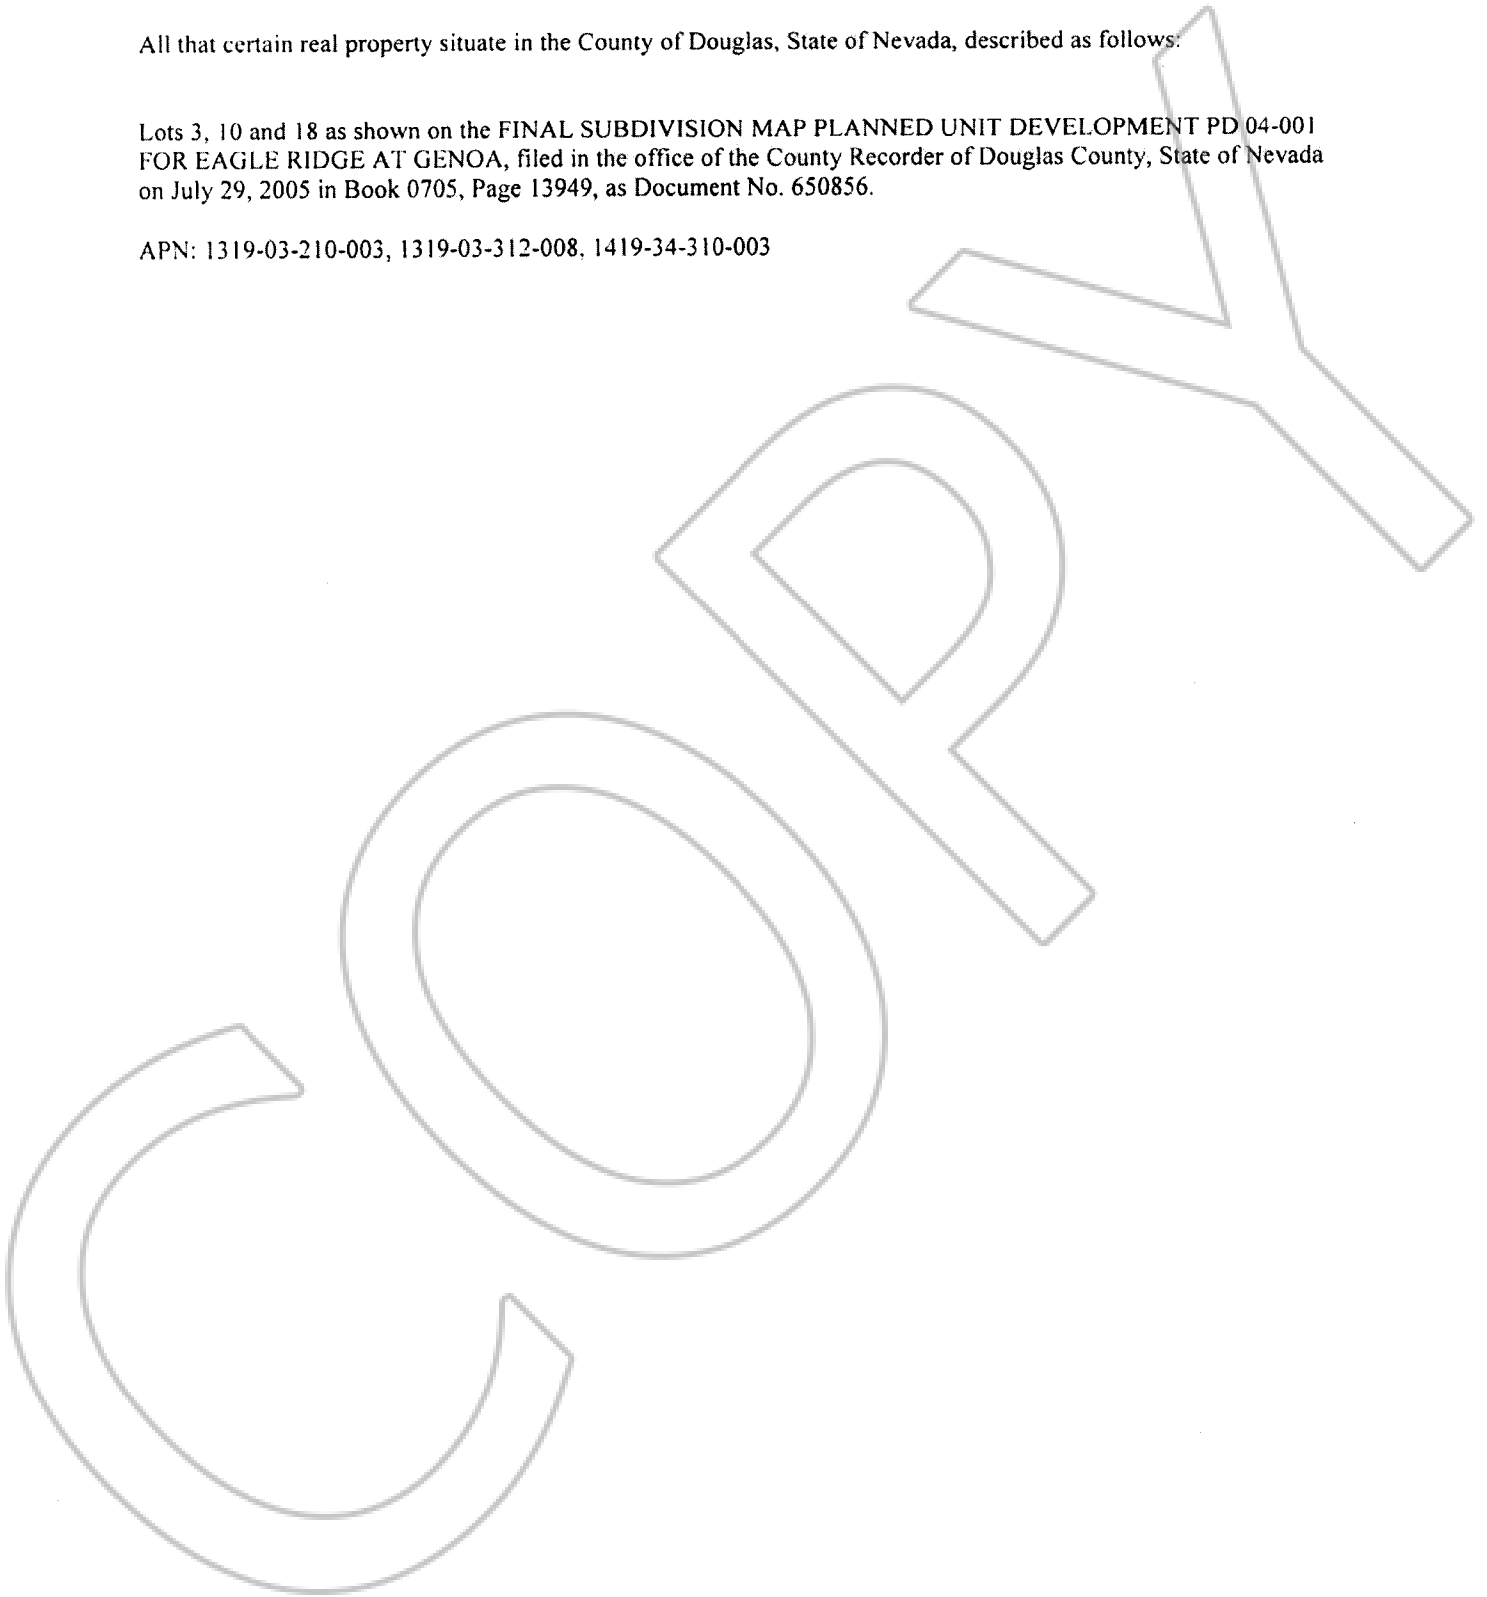 All that certain real property situate in the County of Douglas, State of Nevada, described as follows:
Lots 3, 10 and 18 as shown on the FINAL SUBDIVISION MAP PLANNED UNIT DEVELOPMENT PD 04-001
FOR EAGLE RIDGE AT GENOA, filed in the office of the County Recorder of Douglas County, State of Nevada
on July 29, 2005 in Book 0705, Page 13949, as Document No. 650856.
APN: 1319-03-210-003, 1319-03-312-008, 1419-34-310-003
COPY